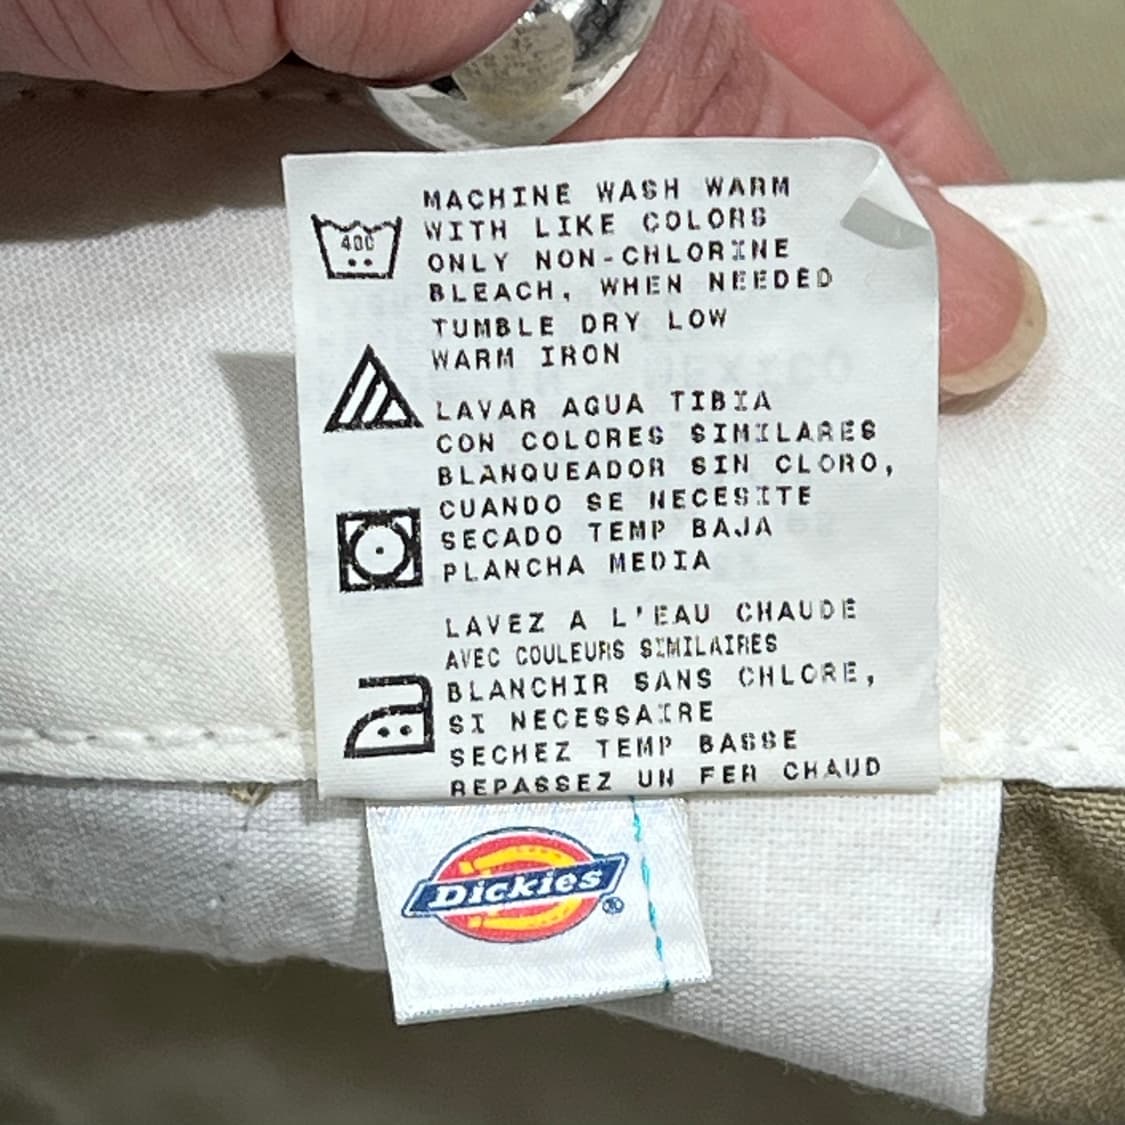 MACHINE WASH WARM
WITH LIKE COLORS
ONLY NON-CHLORINE
BLEACH, WHEN NEEDED
TUMBLE DRY LOW
WARM IRON
LAVAR AGUA TIBIA
CON COLORES SIMILARES
BLANQUEADOR SIN CLORO,
CUANDO SE NECESITE
SECADO TEMP BAJA
PLANCHA MEDIA
LAVEZ A L'EAU CHAUDE
AVEC COULEURS SIMILAIRES
BLANCHIR SANS CHLORE,
SI NECESSAIRE
SECHEZ TEMP BASSE
REPASSEZ UN FER CHAUD
Dickies®